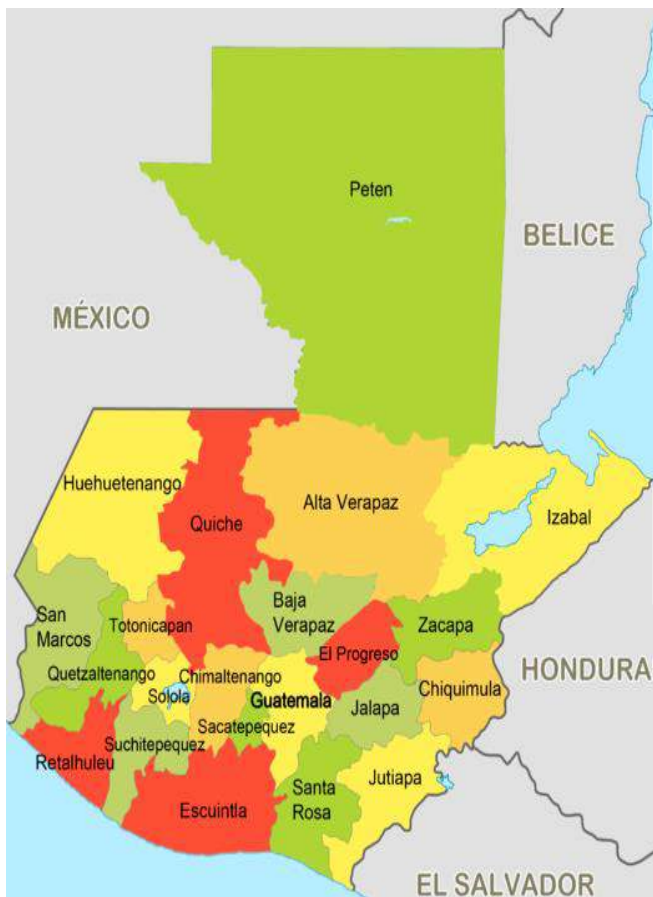 Peten
BELICE
MÉXICO
Huehuetenango
Quiche
Alta Verapaz
Izabal
San
Marcos
Totonicapan
Baja
Verapaz
Zacapa
El Progreso
Quetzaltenango
Solola
Chimaltenango
Guatemala
Chiquimula
HONDURA
Sacatepequez
Jalapa
Retalhuleu
Suchitepequez
Escuintla
Santa
Rosa
Jutiapa
EL SALVADOR